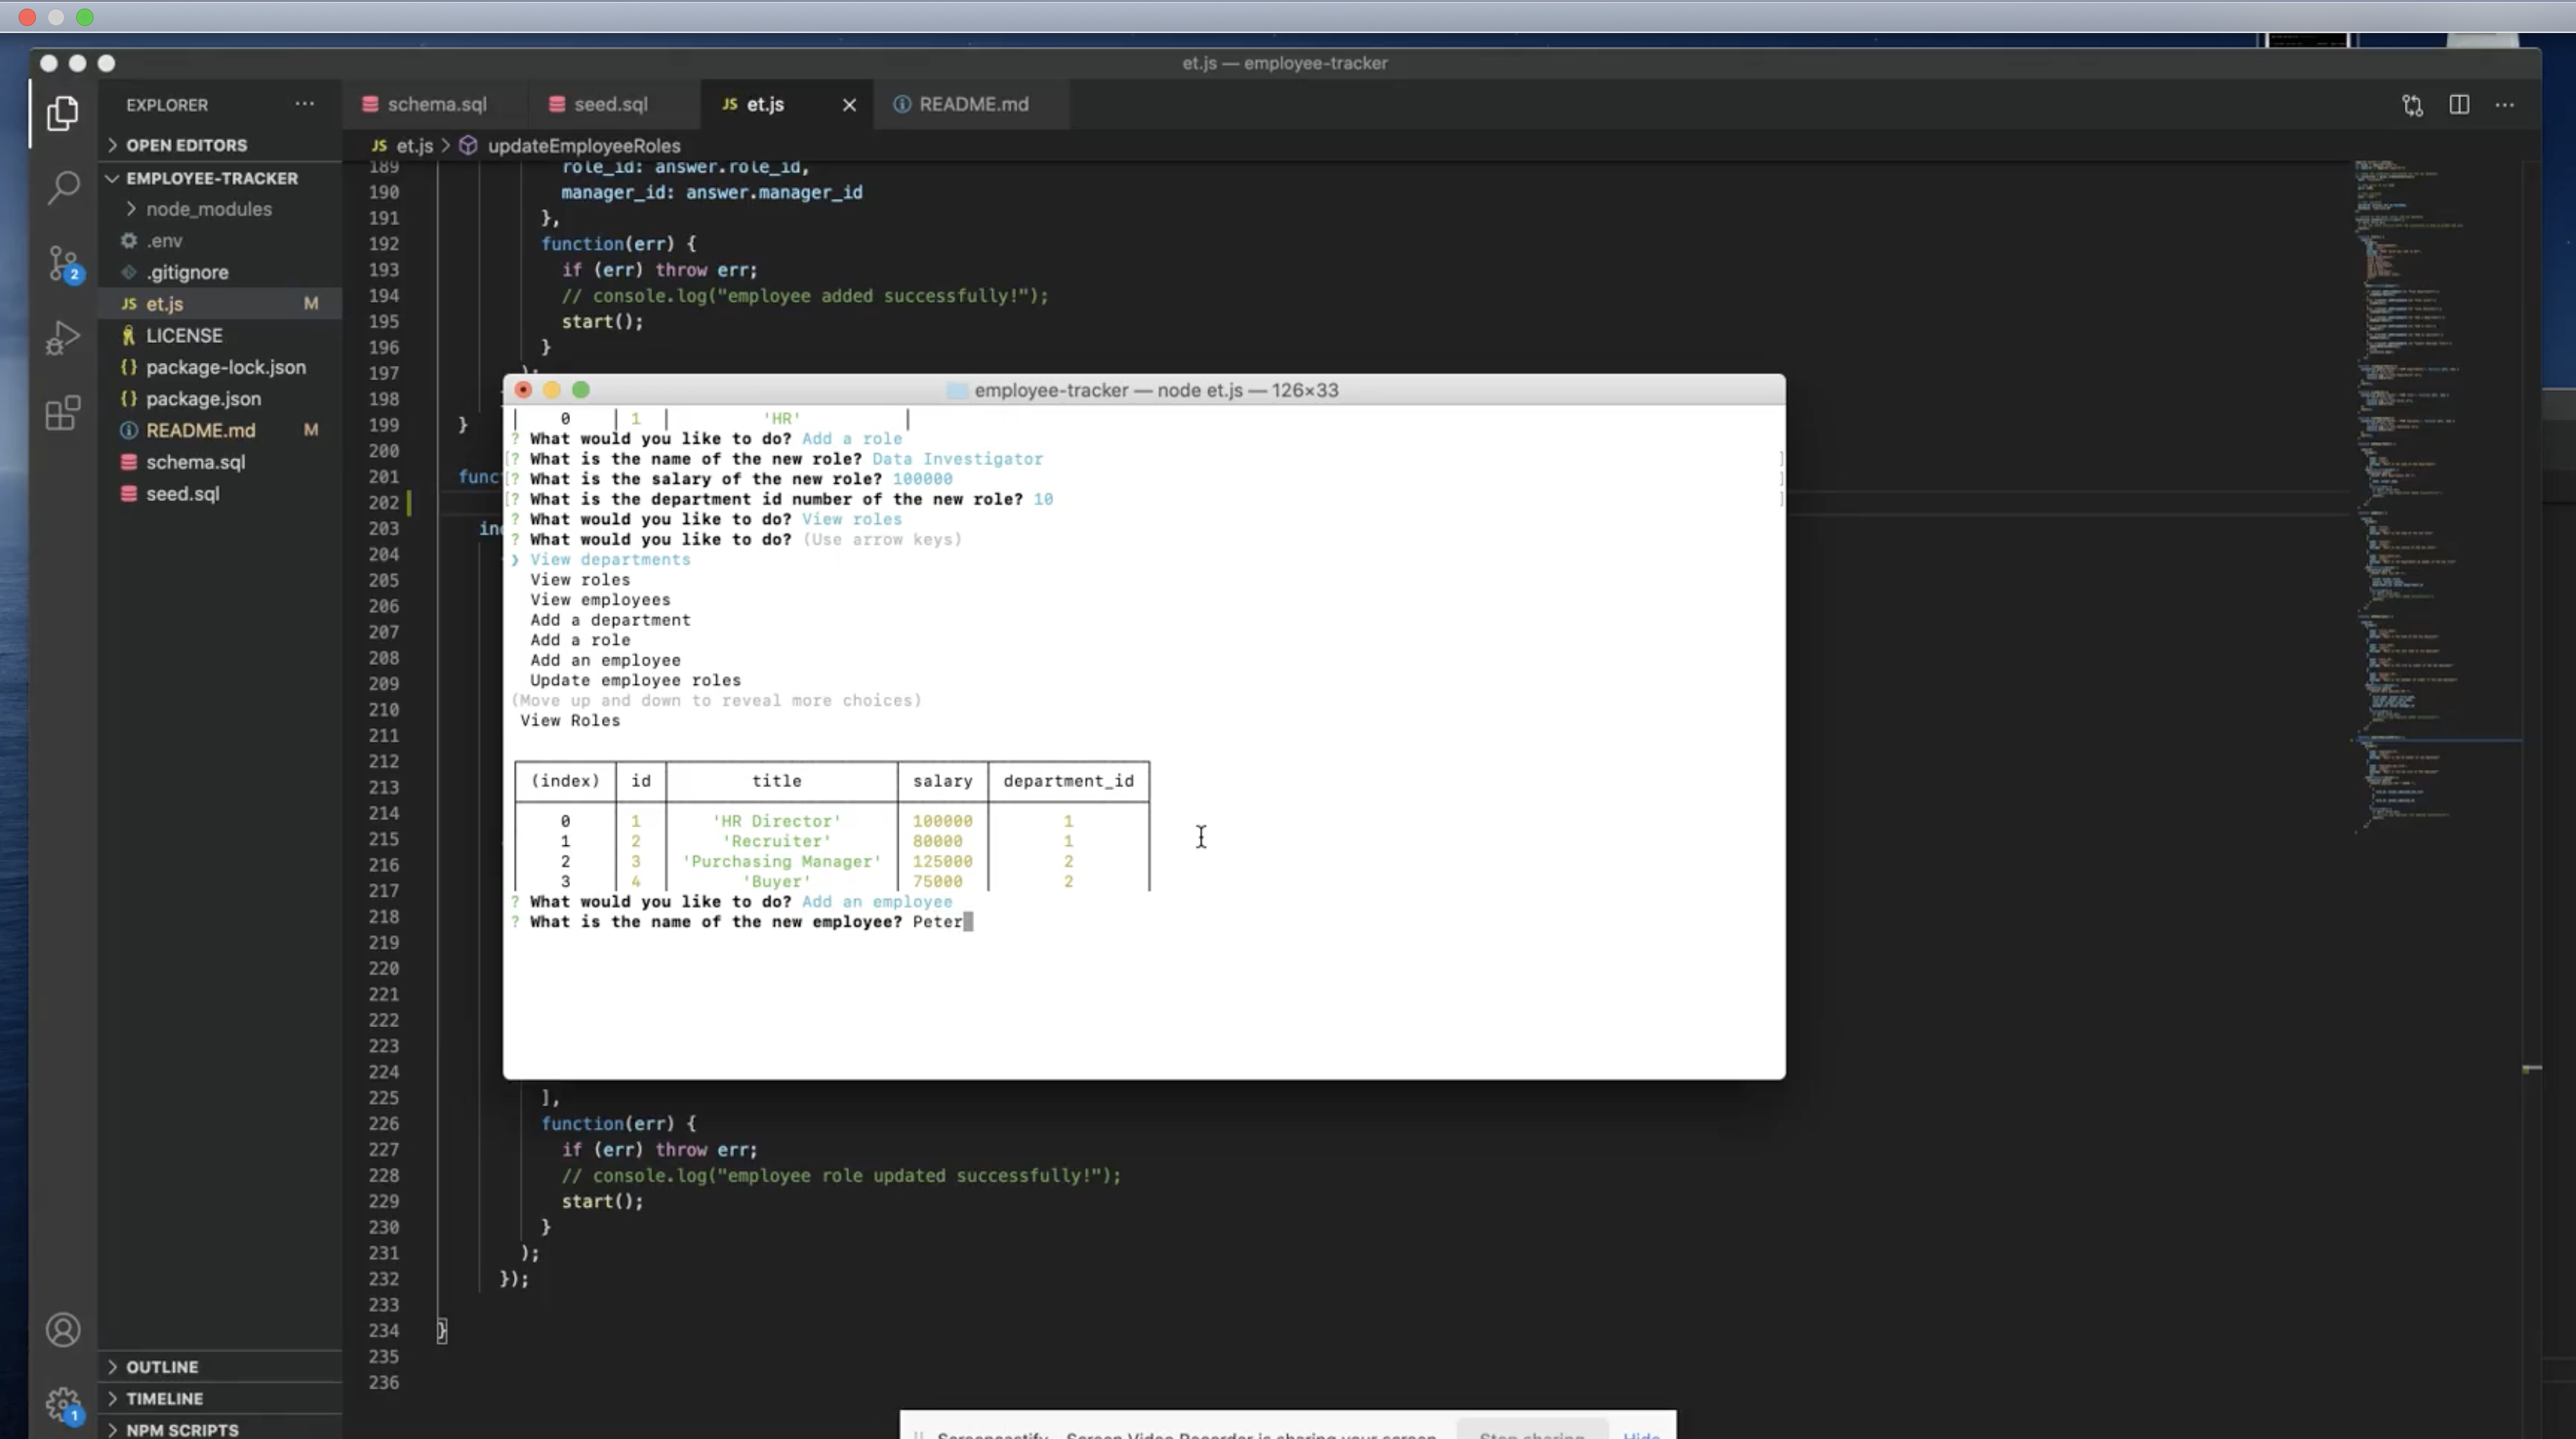 et.js — employee-tracker
EXPLORER
OPEN EDITORS
EMPLOYEE-TRACKER
node_modules
.env
.gitignore
JS et.js M
LICENSE
{} package-lock.json
{} package.json
README.md M
schema.sql
seed.sql
2
1
OUTLINE
TIMELINE
NPM SCRIPTS
schema.sql
seed.sql
JS et.js
README.md
JS et.js > updateEmployeeRoles
189 role_id: answer.role_id,
190 manager_id: answer.manager_id
191 },
192 function(err) {
193 if (err) throw err;
194 // console.log("employee added successfully!");
195 start();
196 }
197 );
198
199 }
200
201 func
202
203 in
204
205
206
207
208
209
210
211
212
213
214
215
216
217
218
219
220
221
222
223
224
225 ],
226 function(err) {
227 if (err) throw err;
228 // console.log("employee role updated successfully!");
229 start();
230 }
231 );
232 });
233
234 }
235
236
employee-tracker — node et.js — 126×33
0 1 'HR'
? What would you like to do? Add a role
[? What is the name of the new role? Data Investigator ]
[? What is the salary of the new role? 100000 ]
[? What is the department id number of the new role? 10 ]
? What would you like to do? View roles
? What would you like to do? (Use arrow keys)
❯ View departments
View roles
View employees
Add a department
Add a role
Add an employee
Update employee roles
(Move up and down to reveal more choices)
View Roles
(index) id title salary department_id
0 1 'HR Director' 100000 1
1 2 'Recruiter' 80000 1
2 3 'Purchasing Manager' 125000 2
3 4 'Buyer' 75000 2
? What would you like to do? Add an employee
? What is the name of the new employee? Peter
Screencastify - Screen Video Recorder is sharing your screen. Stop sharing Hide